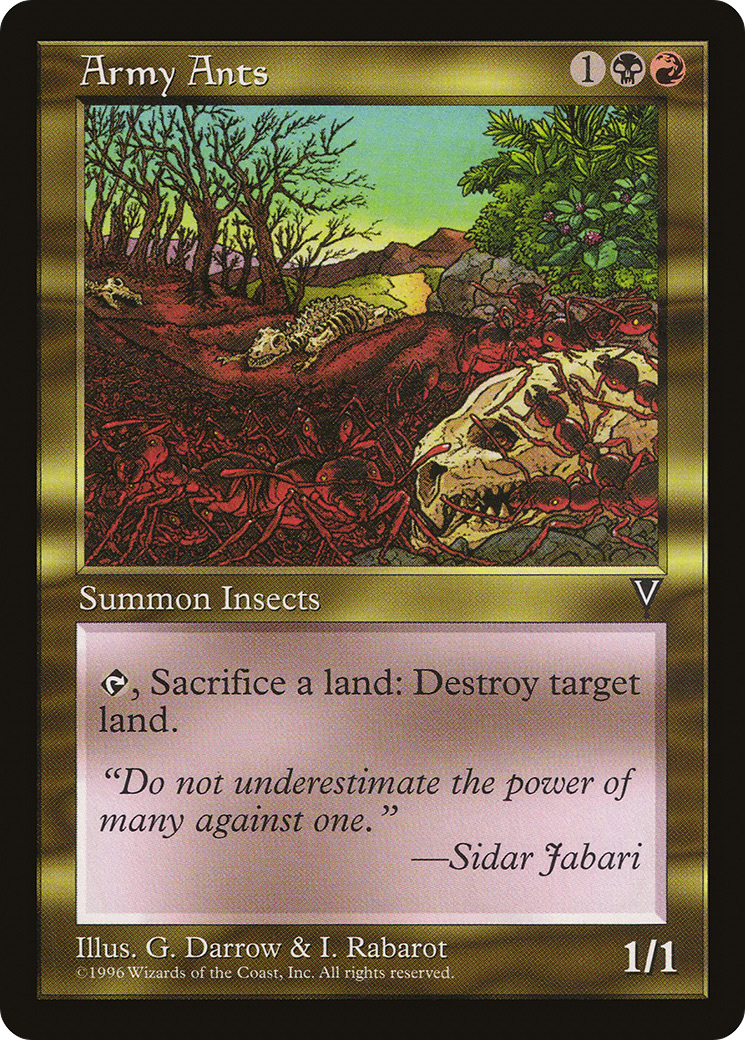 Army Ants
1
Summon Insects
V
, Sacrifice a land: Destroy target
land.
“Do not underestimate the power of
many against one.”
—Sidar Jabari
Illus. G. Darrow & I. Rabarot
©1996 Wizards of the Coast, Inc. All rights reserved.
1/1